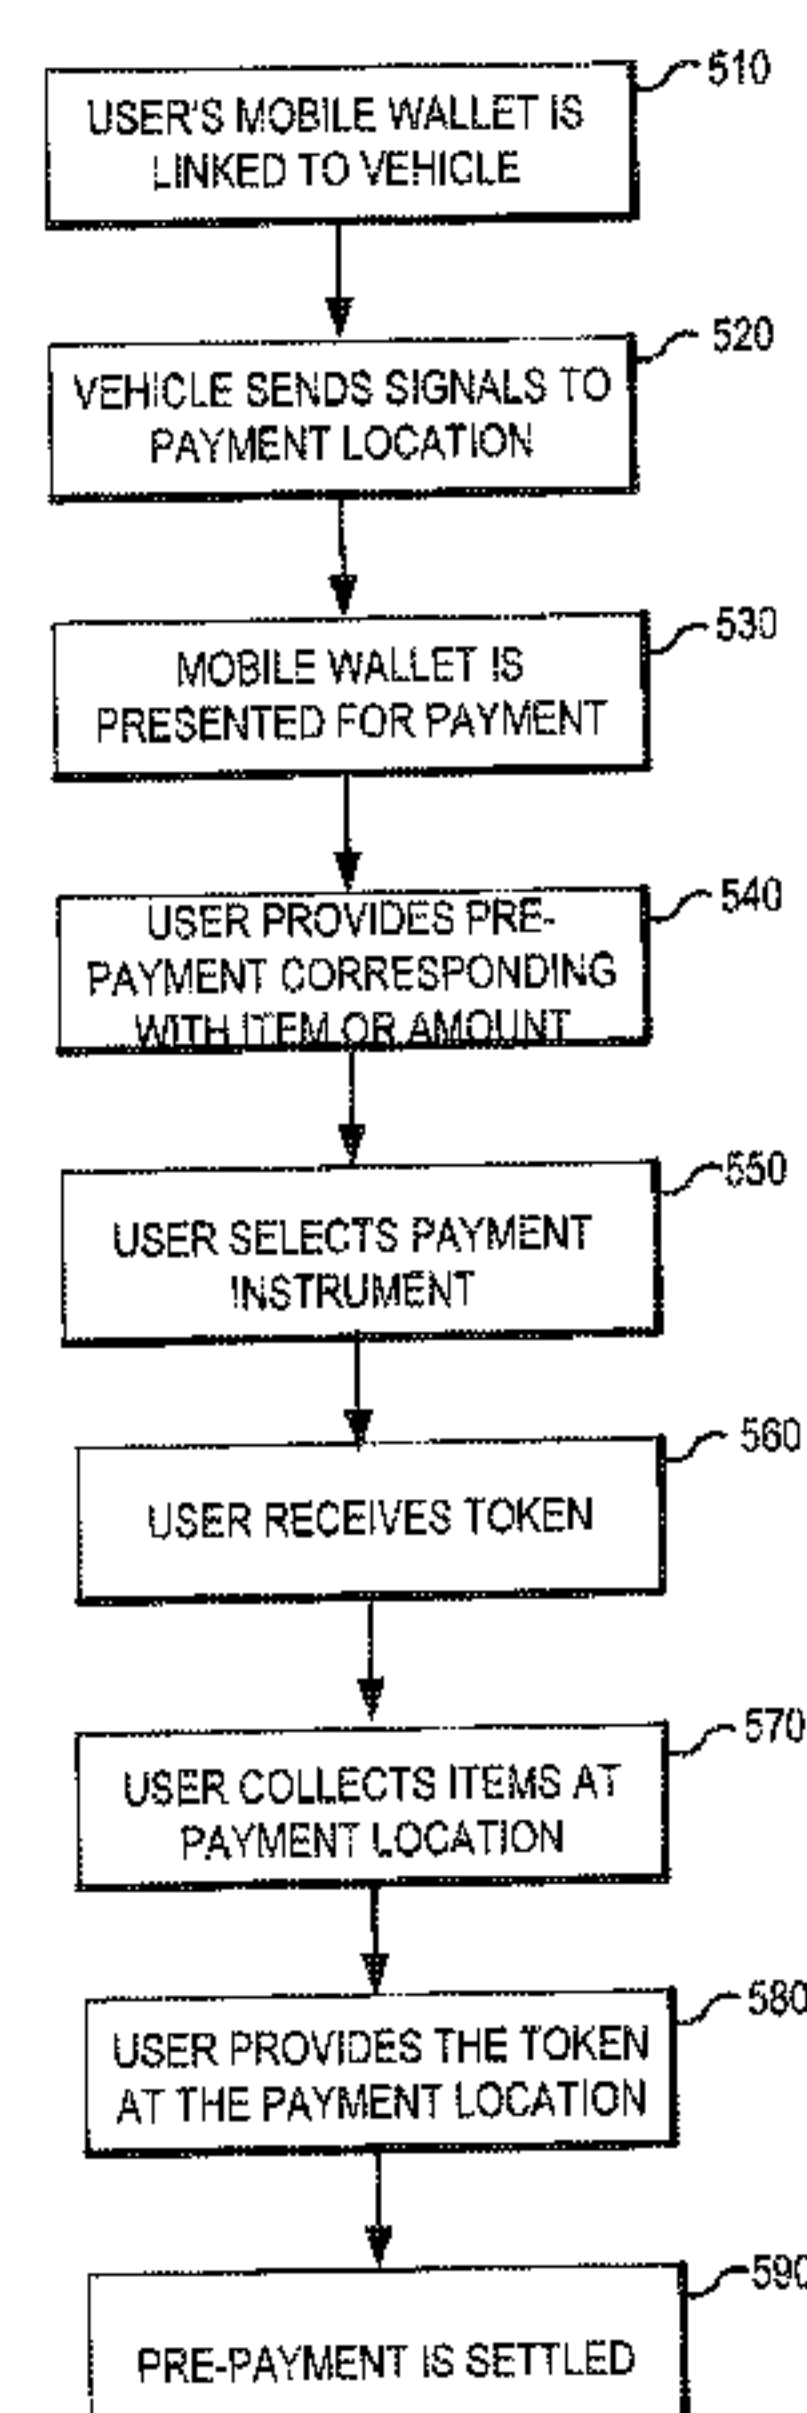 510
USER'S MOBILE WALLET IS
LINKED TO VEHICLE
520
VEHICLE SENDS SIGNALS TO
PAYMENT LOCATION
530
MOBILE WALLET IS
PRESENTED FOR PAYMENT
540
USER PROVIDES PRE-
PAYMENT CORRESPONDING
WITH ITEM OR AMOUNT
550
USER SELECTS PAYMENT
INSTRUMENT
560
USER RECEIVES TOKEN
570
USER COLLECTS ITEMS AT
PAYMENT LOCATION
580
USER PROVIDES THE TOKEN
AT THE PAYMENT LOCATION
590
PRE-PAYMENT IS SETTLED